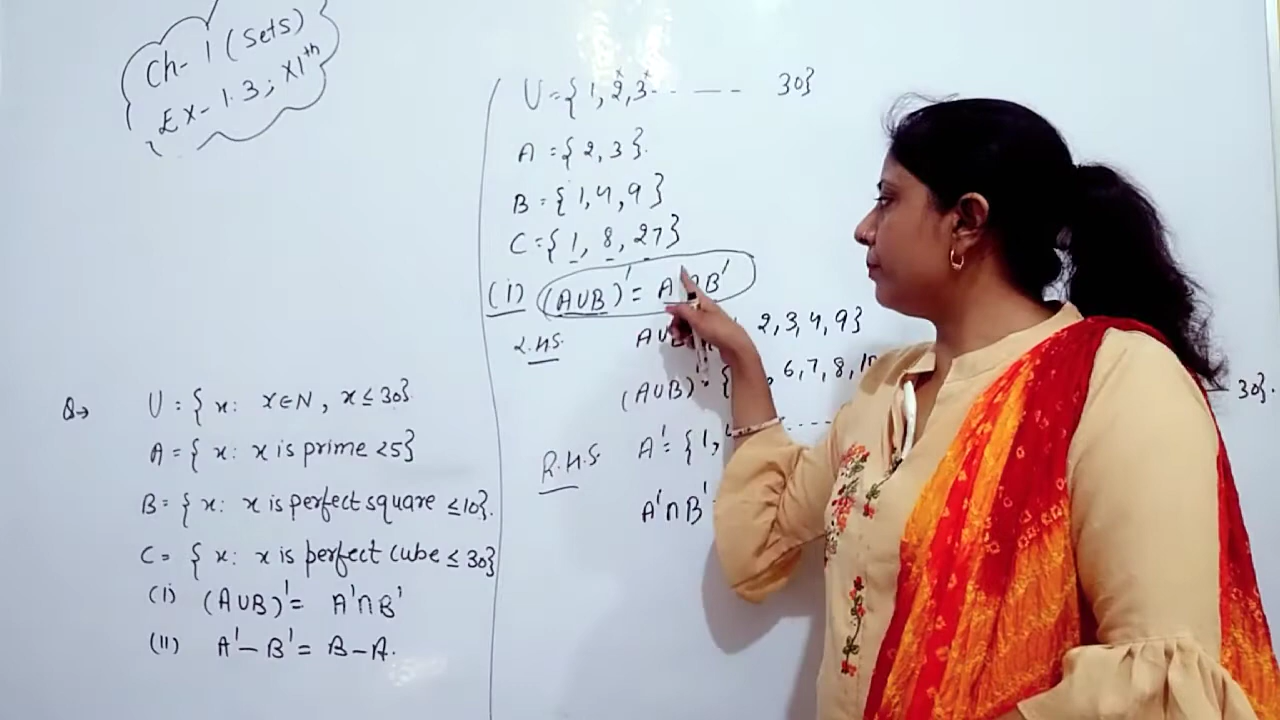 Ch-1 (Sets)
Ex-1.3; XIth
U={1,2,3----- 30}
A={2,3}.
B={1,4,9}
C={1,8,27}
(I) (A∪B)'= A'∩B'
L.H.S. 2,3,4,9}
(A∪B)'={ 6,7,8,10 30}.
R.H.S A'={1, ----
A'∩B'
Q→ U={x: x∈N, x≤30}
A={x: x is prime <5}
B={x: x is perfect square ≤10}.
C={x: x is perfect cube ≤30}
(I) (A∪B)'= A'∩B'
(II) A'-B'= B-A.